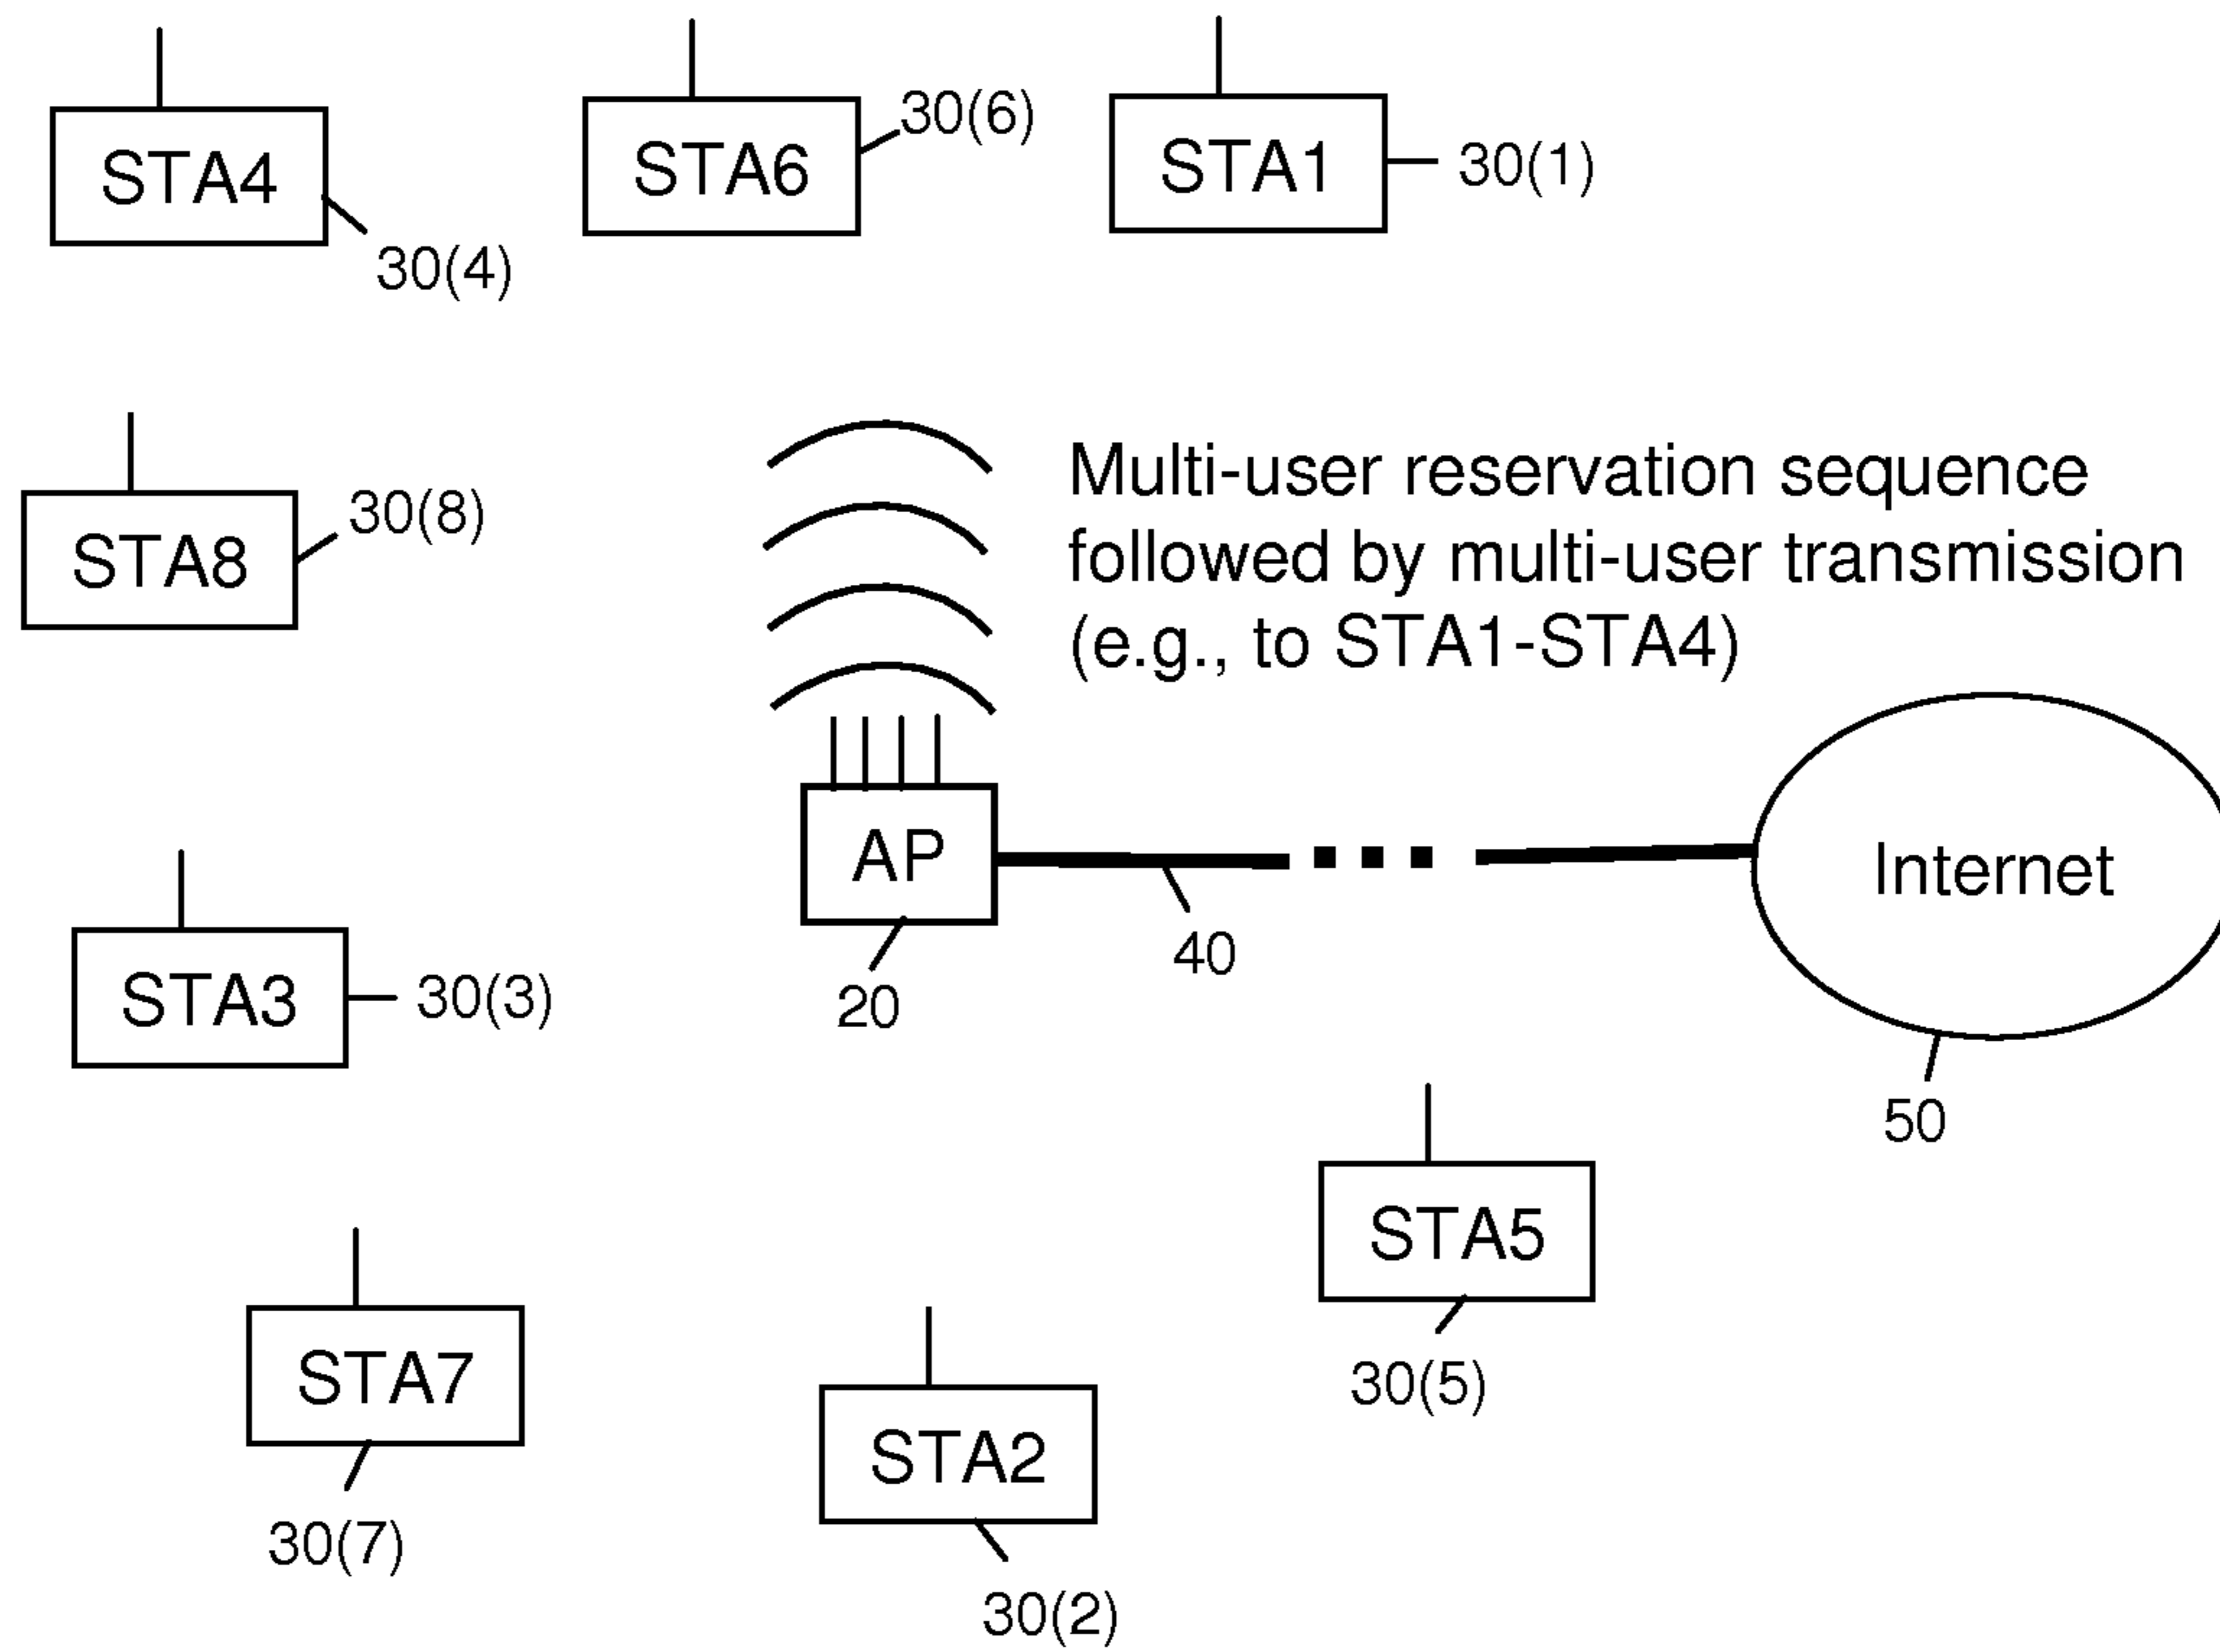 STA4
30(4)
STA6
30(6)
STA1
30(1)
STA8
30(8)
Multi-user reservation sequence
followed by multi-user transmission
(e.g., to STA1-STA4)
AP
20
40
Internet
50
STA3
30(3)
STA5
30(5)
STA7
30(7)
STA2
30(2)